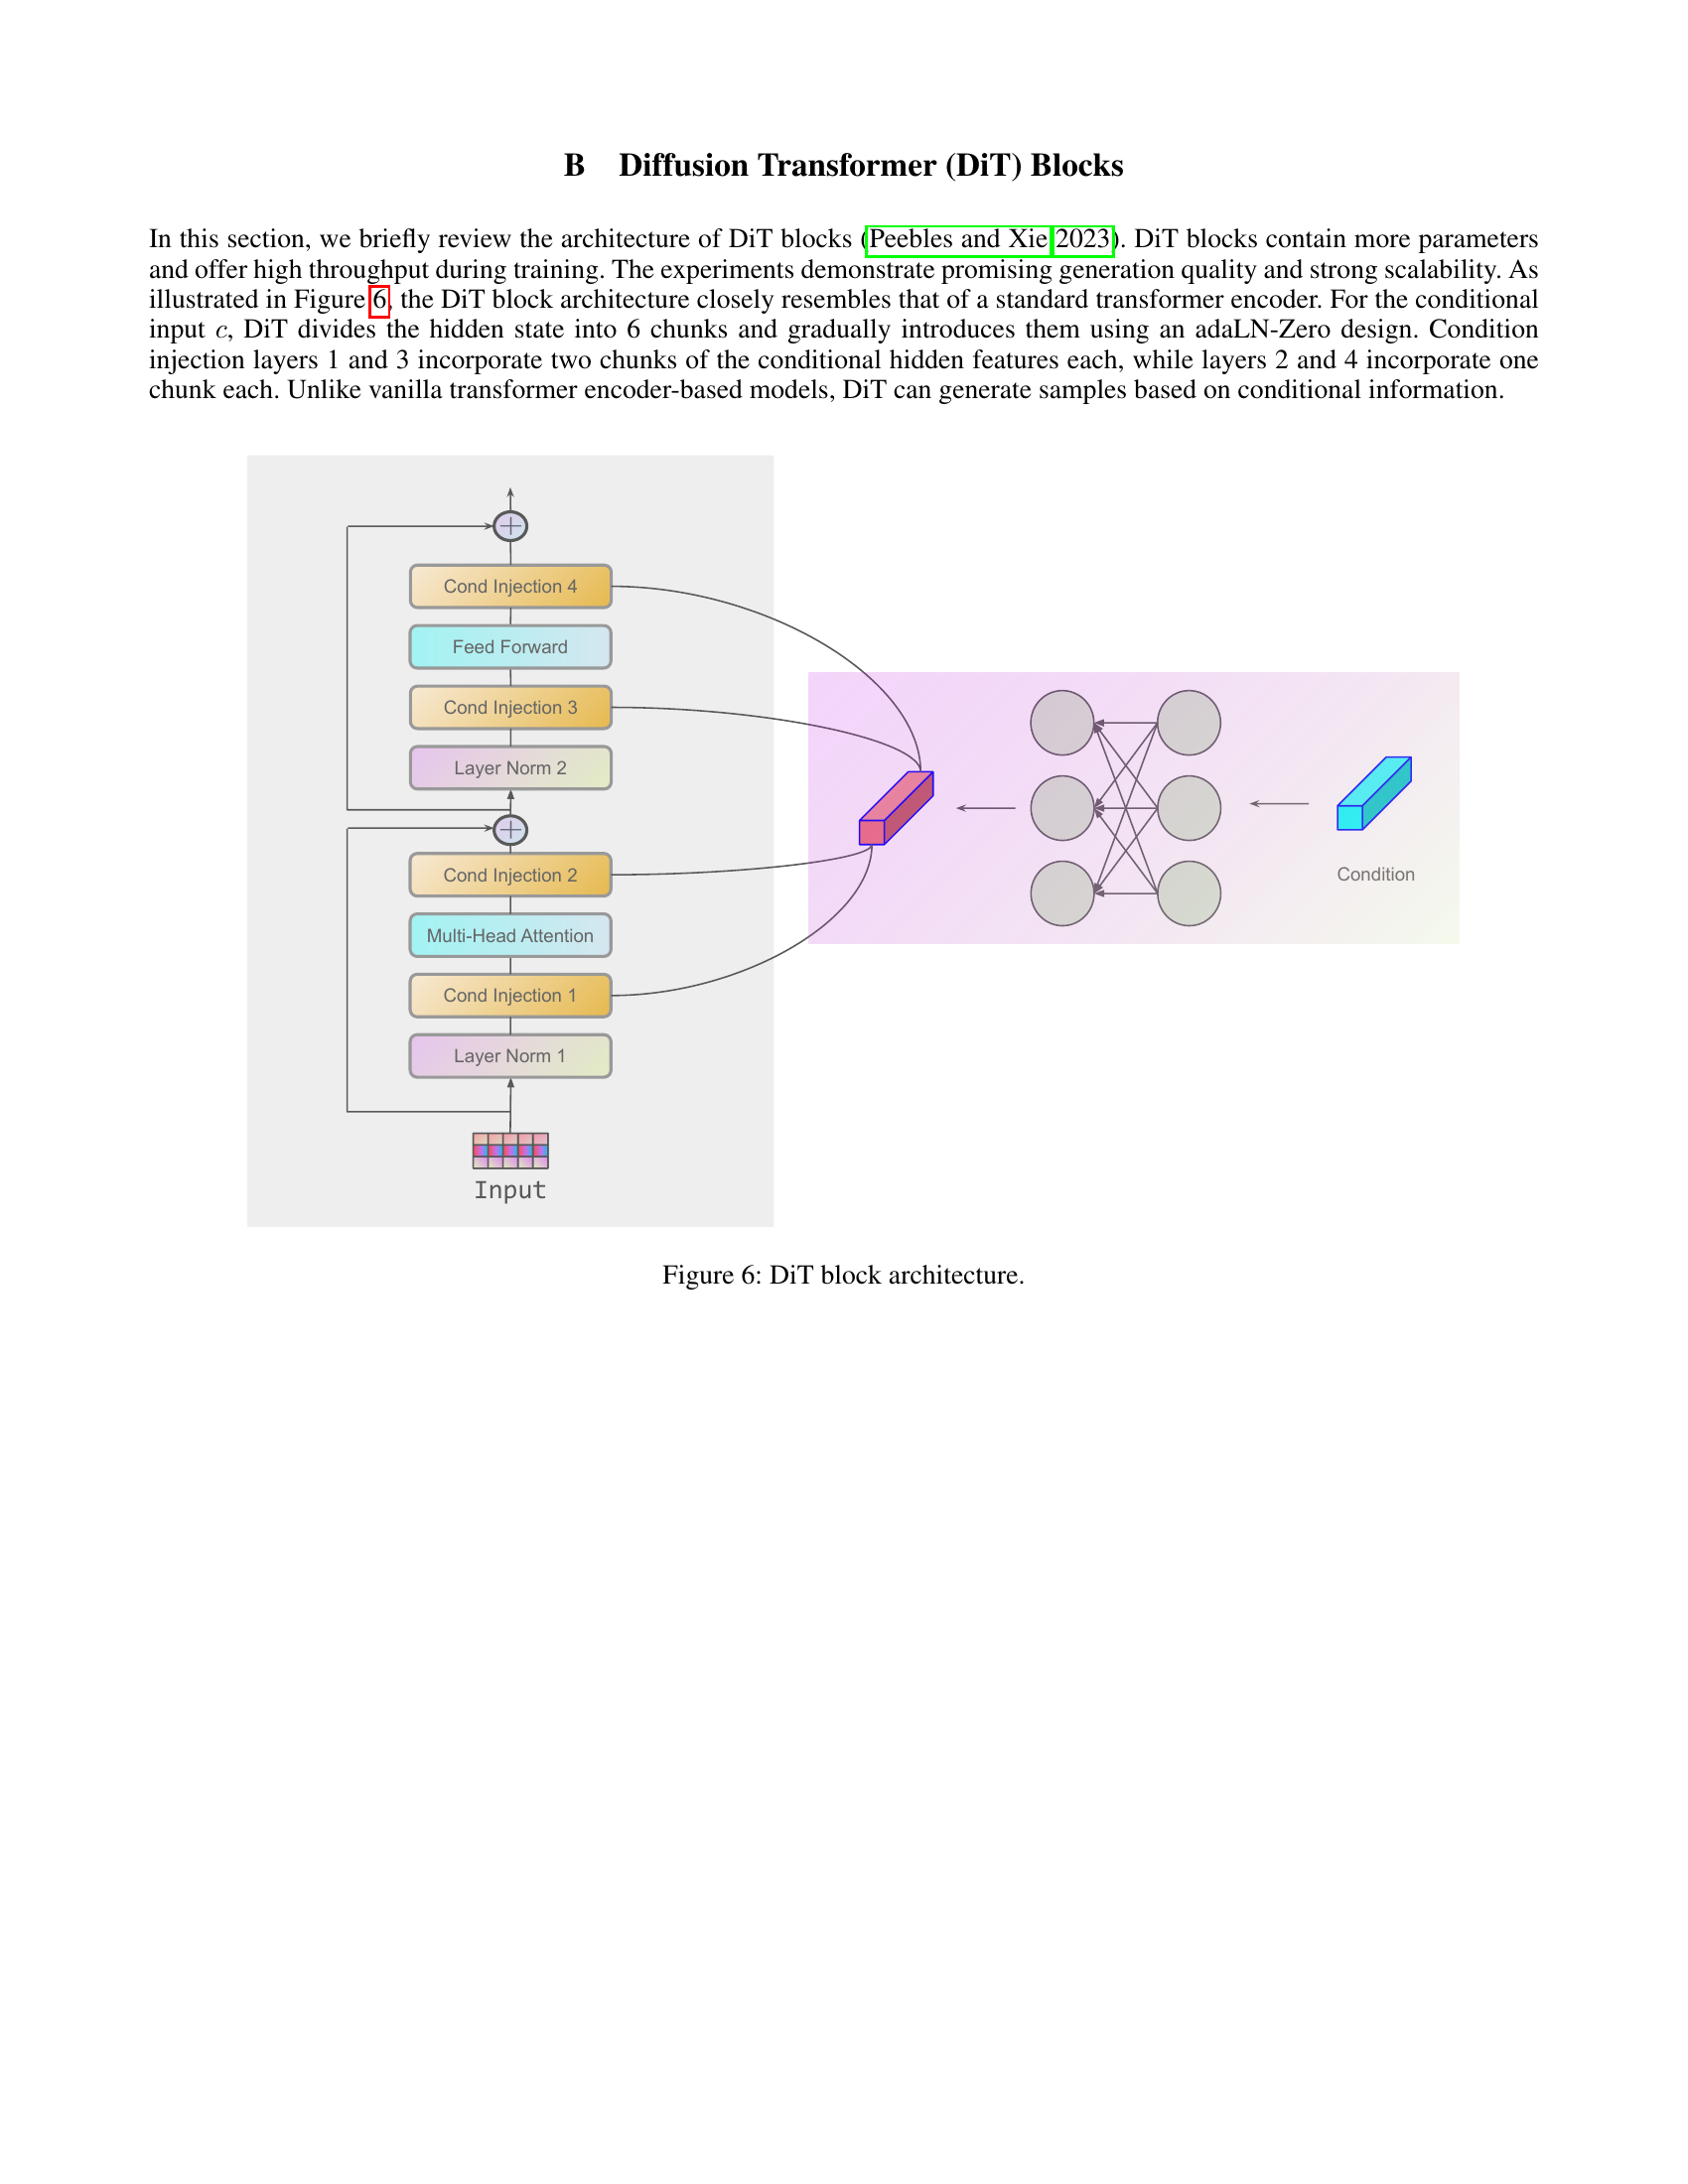 B Diffusion Transformer (DiT) Blocks
In this section, we briefly review the architecture of DiT blocks (Peebles and Xie 2023). DiT blocks contain more parameters
and offer high throughput during training. The experiments demonstrate promising generation quality and strong scalability. As
illustrated in Figure 6, the DiT block architecture closely resembles that of a standard transformer encoder. For the conditional
input c, DiT divides the hidden state into 6 chunks and gradually introduces them using an adaLN-Zero design. Condition
injection layers 1 and 3 incorporate two chunks of the conditional hidden features each, while layers 2 and 4 incorporate one
chunk each. Unlike vanilla transformer encoder-based models, DiT can generate samples based on conditional information.
Cond Injection 4
Feed Forward
Cond Injection 3
Layer Norm 2
Cond Injection 2
Multi-Head Attention
Cond Injection 1
Layer Norm 1
Input
Condition
Figure 6: DiT block architecture.